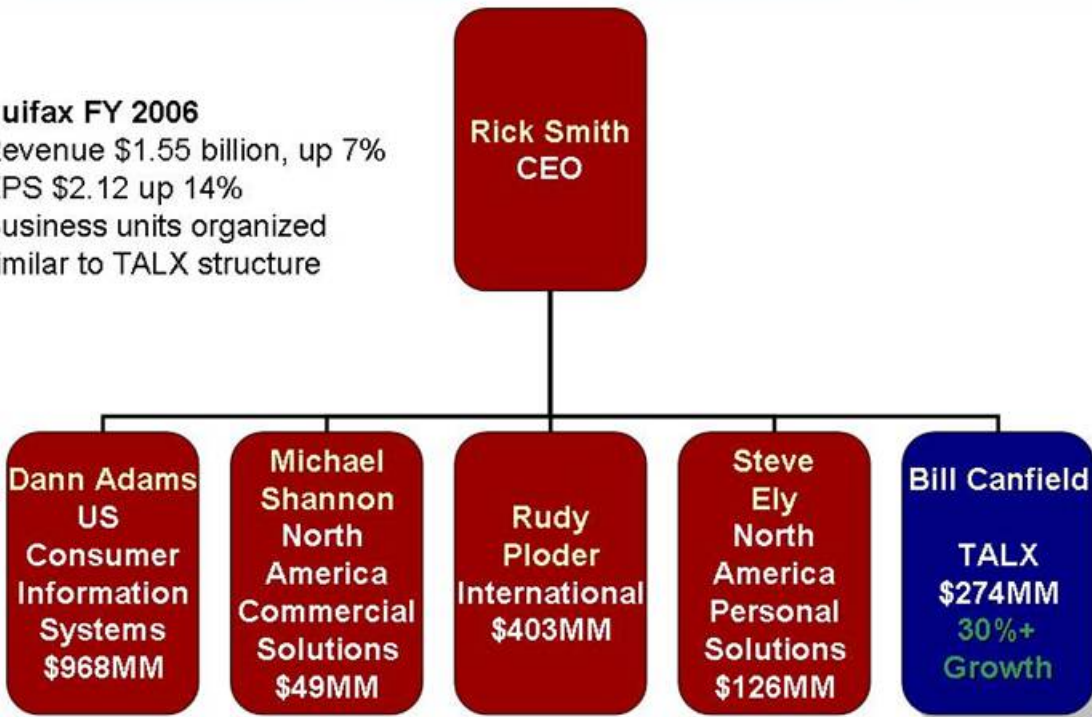 uifax FY 2006
evenue $1.55 billion, up 7%
PS $2.12 up 14%
usiness units organized
imilar to TALX structure
Rick Smith
CEO
Dann Adams
US
Consumer
Information
Systems
$968MM
Michael
Shannon
North
America
Commercial
Solutions
$49MM
Rudy
Ploder
International
$403MM
Steve
Ely
North
America
Personal
Solutions
$126MM
Bill Canfield
TALX
$274MM
30%+
Growth